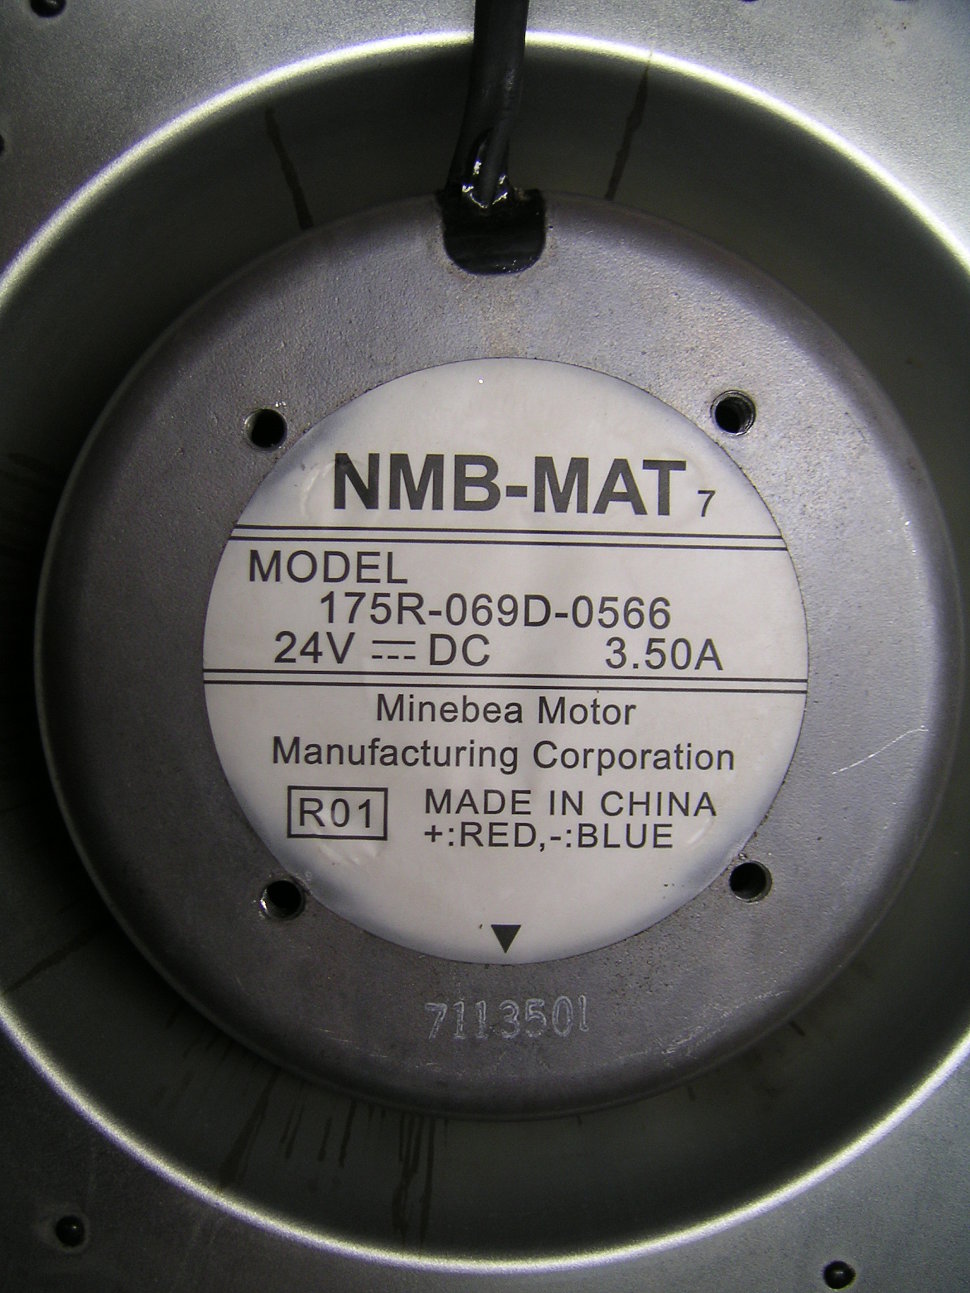 NMB-MAT 7
MODEL
175R-069D-0566
24V ⎓ DC 3.50A
Minebea Motor
Manufacturing Corporation
R01 MADE IN CHINA
+:RED,-:BLUE
7113501